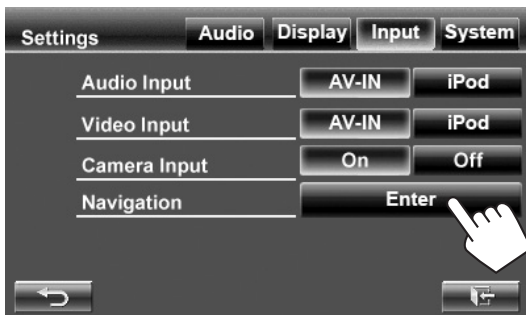 Settings Audio Display Input System
Audio Input AV-IN iPod
Video Input AV-IN iPod
Camera Input On Off
Navigation Enter